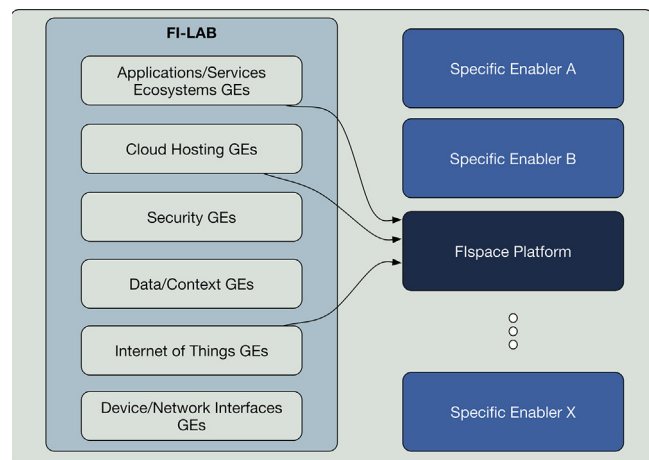 FI-LAB
Applications/Services
Ecosystems GEs
Cloud Hosting GEs
Security GEs
Data/Context GEs
Internet of Things GEs
Device/Network Interfaces
GEs
Specific Enabler A
Specific Enabler B
FIspace Platform
Specific Enabler X